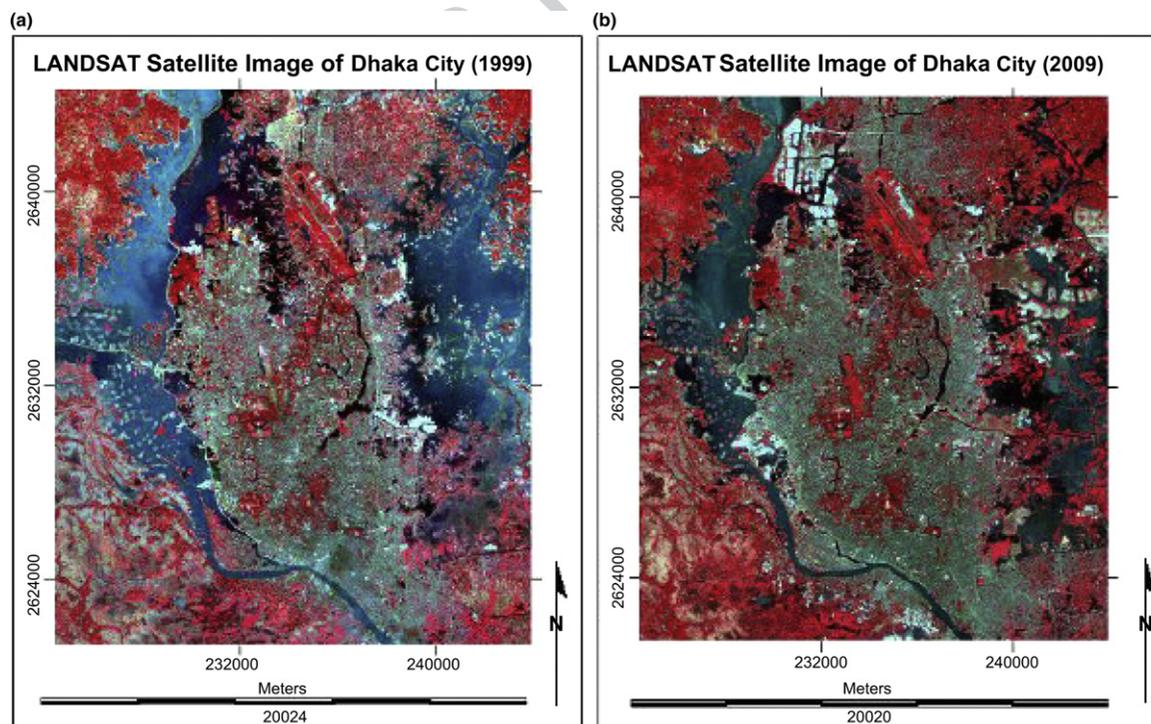 (a)
LANDSAT Satellite Image of Dhaka City (1999)
2640000
2632000
2624000
232000 240000
Meters
20024
N
(b)
LANDSAT Satellite Image of Dhaka City (2009)
2640000
2632000
2624000
232000 240000
Meters
20020
N